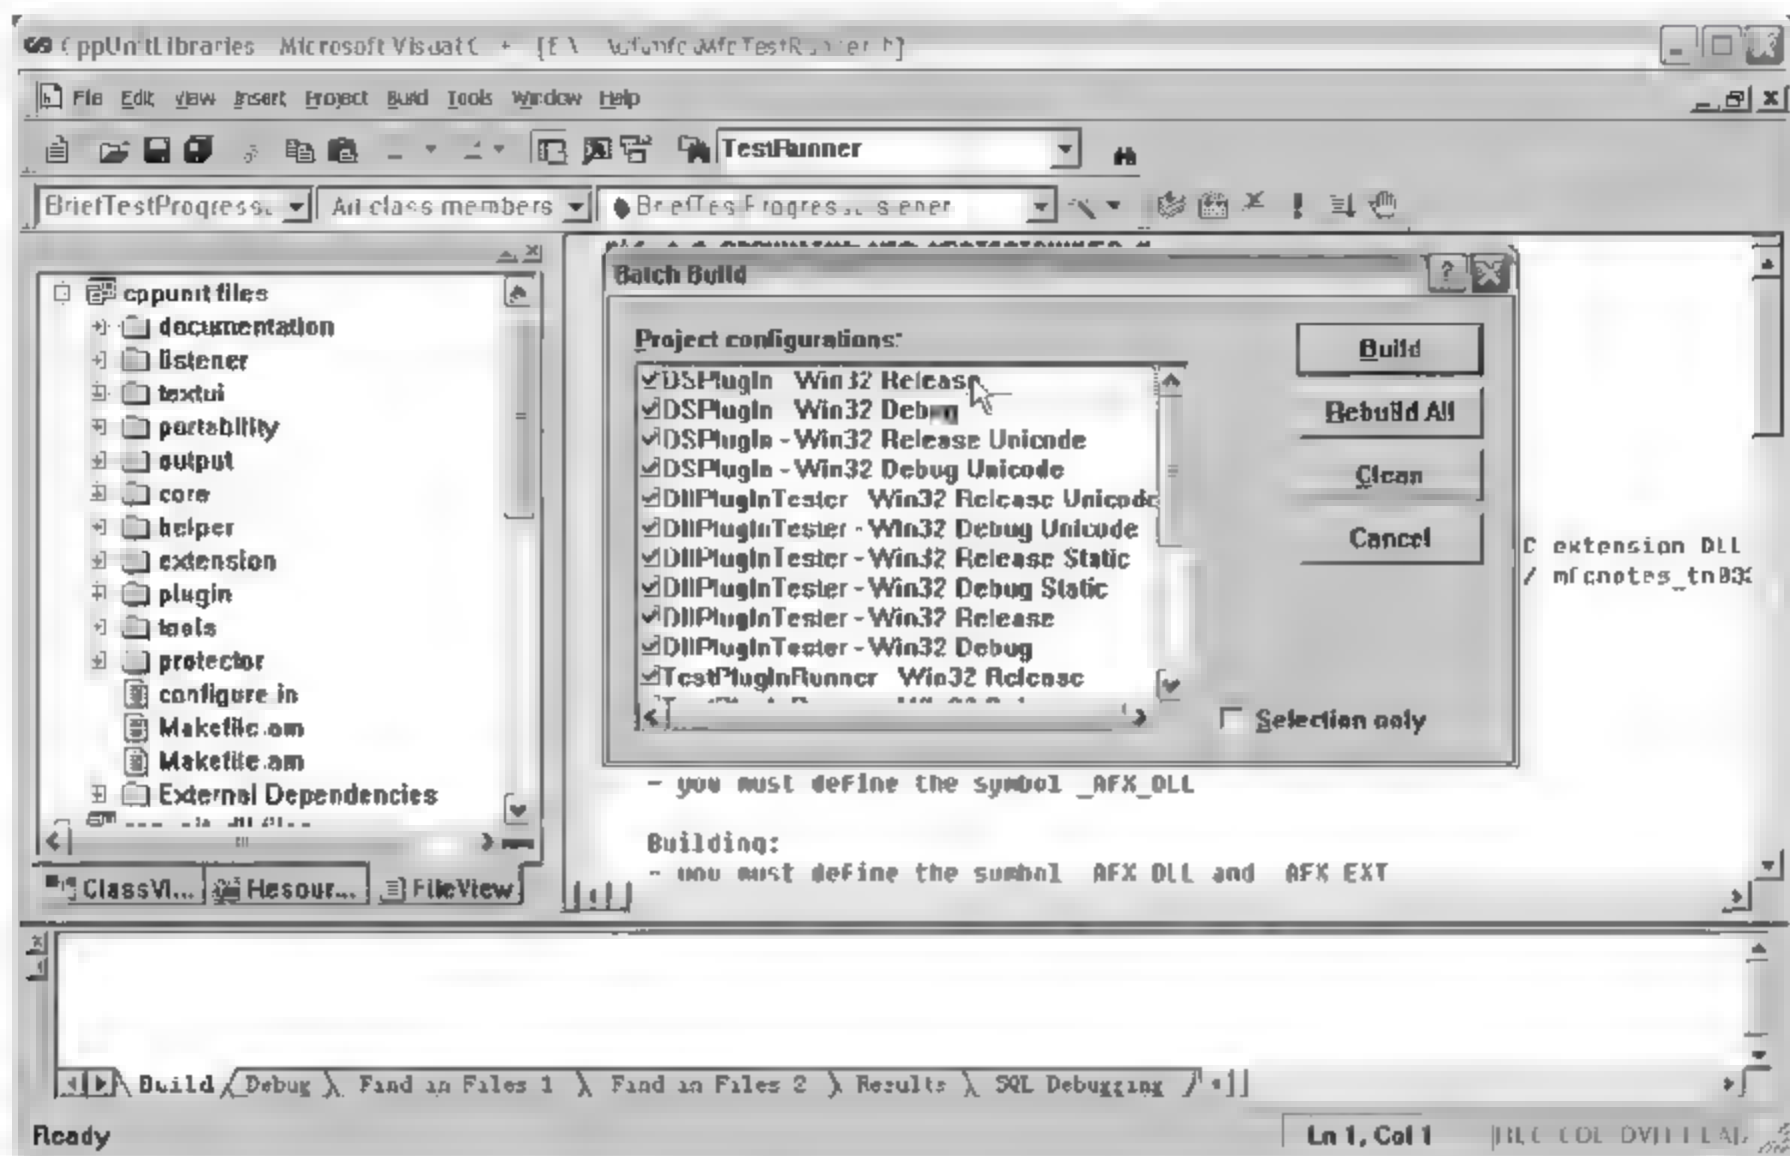 Microsoft Visual C
File Edit View Insert Project Build Tools Window Help
TestRunner
BriefTestProgress
All class members
cppunit files
documentation
listener
textui
portability
output
core
helper
extension
plugin
tools
protector
configure.in
Makefile.am
Makefile.am
External Dependencies
ClassVi... Resour... FileView
Batch Build
Project configurations:
DSPlugIn - Win32 Release
DSPlugIn - Win32 Debug
DSPlugIn - Win32 Release Unicode
DSPlugIn - Win32 Debug Unicode
DllPlugInTester - Win32 Release Unicode
DllPlugInTester - Win32 Debug Unicode
DllPlugInTester - Win32 Release Static
DllPlugInTester - Win32 Debug Static
DllPlugInTester - Win32 Release
DllPlugInTester - Win32 Debug
TestPlugInRunner - Win32 Release
Build
Rebuild All
Clean
Cancel
Selection only
C extension DLL
/ mfcnotes_tn03
- you must define the symbol _AFX_DLL
Building:
- you must define the symbol _AFX_DLL and _AFX_EXT
Build Debug Find in Files 1 Find in Files 2 Results SQL Debugging
Ready
Ln 1, Col 1
COL